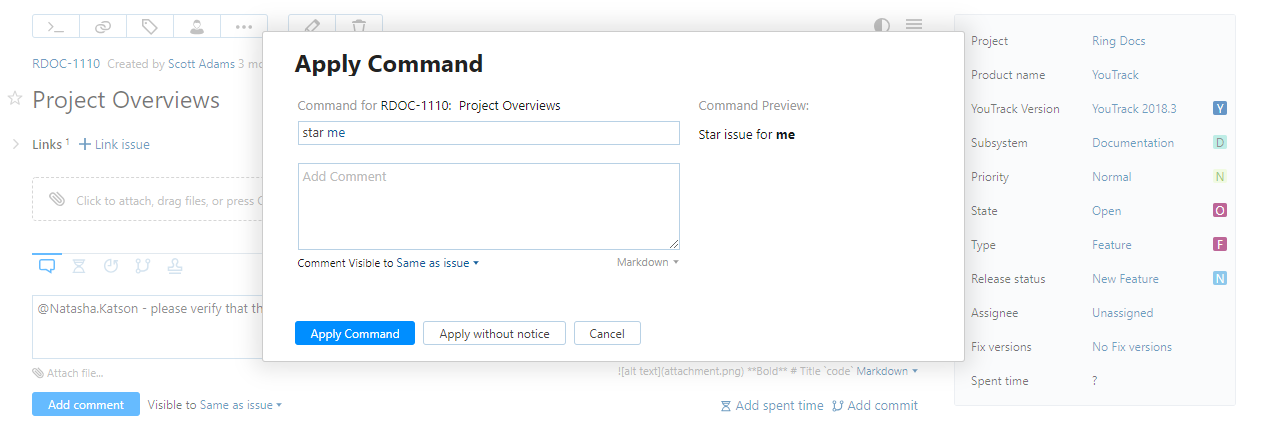 RDOC-1110 Created by Scott Adams 3 mo
Project Overviews
Links 1 + Link issue
Click to attach, drag files, or press C
@Natasha.Katson - please verify that th
Attach file...
![alt text](attachment.png) **Bold** # Title `code` Markdown
Add comment Visible to Same as issue
Add spent time Add commit
Apply Command
Command for RDOC-1110: Project Overviews
star me
Add Comment
Comment Visible to Same as issue
Markdown
Command Preview:
Star issue for me
Apply Command Apply without notice Cancel
Project Ring Docs
Product name YouTrack
YouTrack Version YouTrack 2018.3 Y
Subsystem Documentation D
Priority Normal N
State Open O
Type Feature F
Release status New Feature N
Assignee Unassigned
Fix versions No Fix versions
Spent time ?